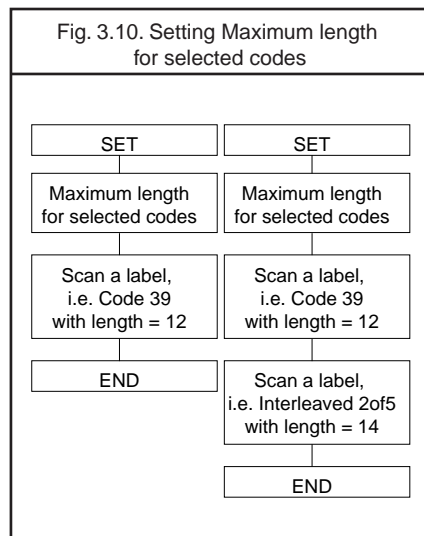 Fig. 3.10. Setting Maximum length
for selected codes
SET
Maximum length
for selected codes
Scan a label,
i.e. Code 39
with length = 12
END
SET
Maximum length
for selected codes
Scan a label,
i.e. Code 39
with length = 12
Scan a label,
i.e. Interleaved 2of5
with length = 14
END